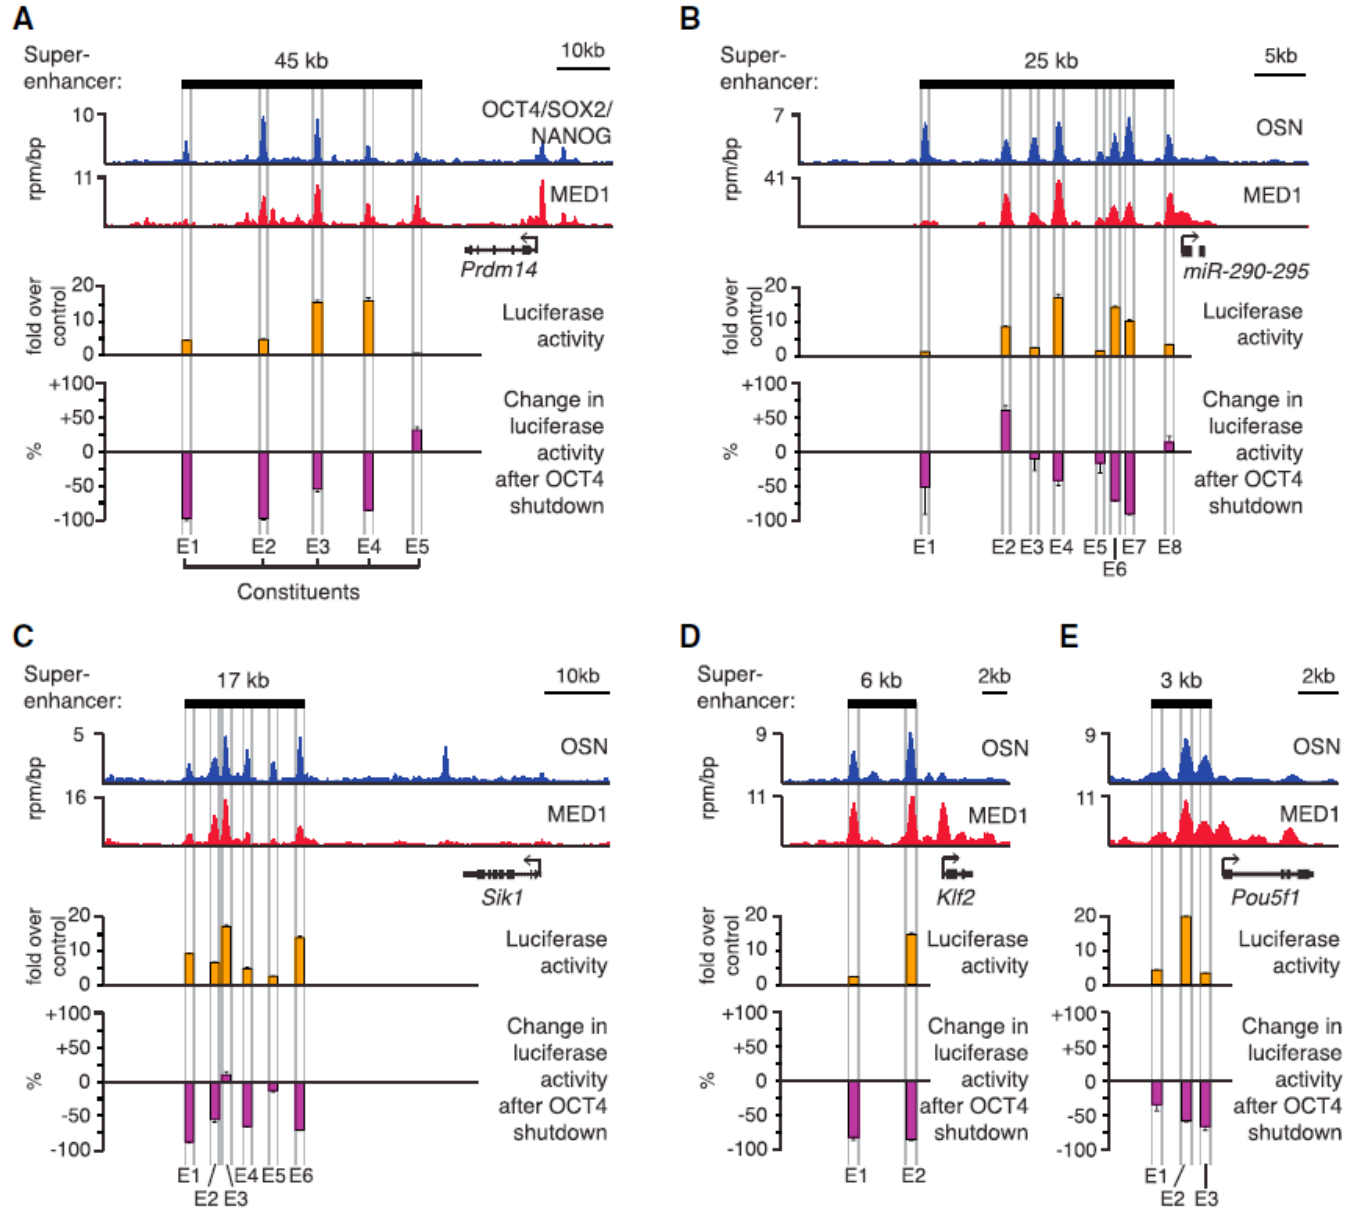 A
Super-
enhancer:
45 kb
10kb
10
rpm/bp
OCT4/SOX2/
NANOG
11
MED1
Prdm14
fold over
control
20
10
0
Luciferase
activity
+100
+50
0
-50
-100
%
Change in
luciferase
activity
after OCT4
shutdown
E1 E2 E3 E4 E5
Constituents
B
Super-
enhancer:
25 kb
5kb
7
rpm/bp
OSN
41
MED1
miR-290-295
fold over
control
20
10
0
Luciferase
activity
+100
+50
0
-50
-100
%
Change in
luciferase
activity
after OCT4
shutdown
E1 E2 E3 E4 E5 E7 E8
E6
C
Super-
enhancer:
17 kb
10kb
5
rpm/bp
OSN
16
MED1
Sik1
fold over
control
20
10
0
Luciferase
activity
+100
+50
0
-50
-100
%
Change in
luciferase
activity
after OCT4
shutdown
E1 E4 E5 E6
E2 E3
D
Super-
enhancer:
6 kb
2kb
9
rpm/bp
OSN
11
MED1
Klf2
fold over
control
20
10
0
Luciferase
activity
+100
+50
0
-50
-100
%
Change in
luciferase
activity
after OCT4
shutdown
E1 E2
E
3 kb
2kb
9
OSN
11
MED1
Pou5f1
20
10
0
Luciferase
activity
+100
+50
0
-50
-100
Change in
luciferase
activity
after OCT4
shutdown
E1
E2 E3